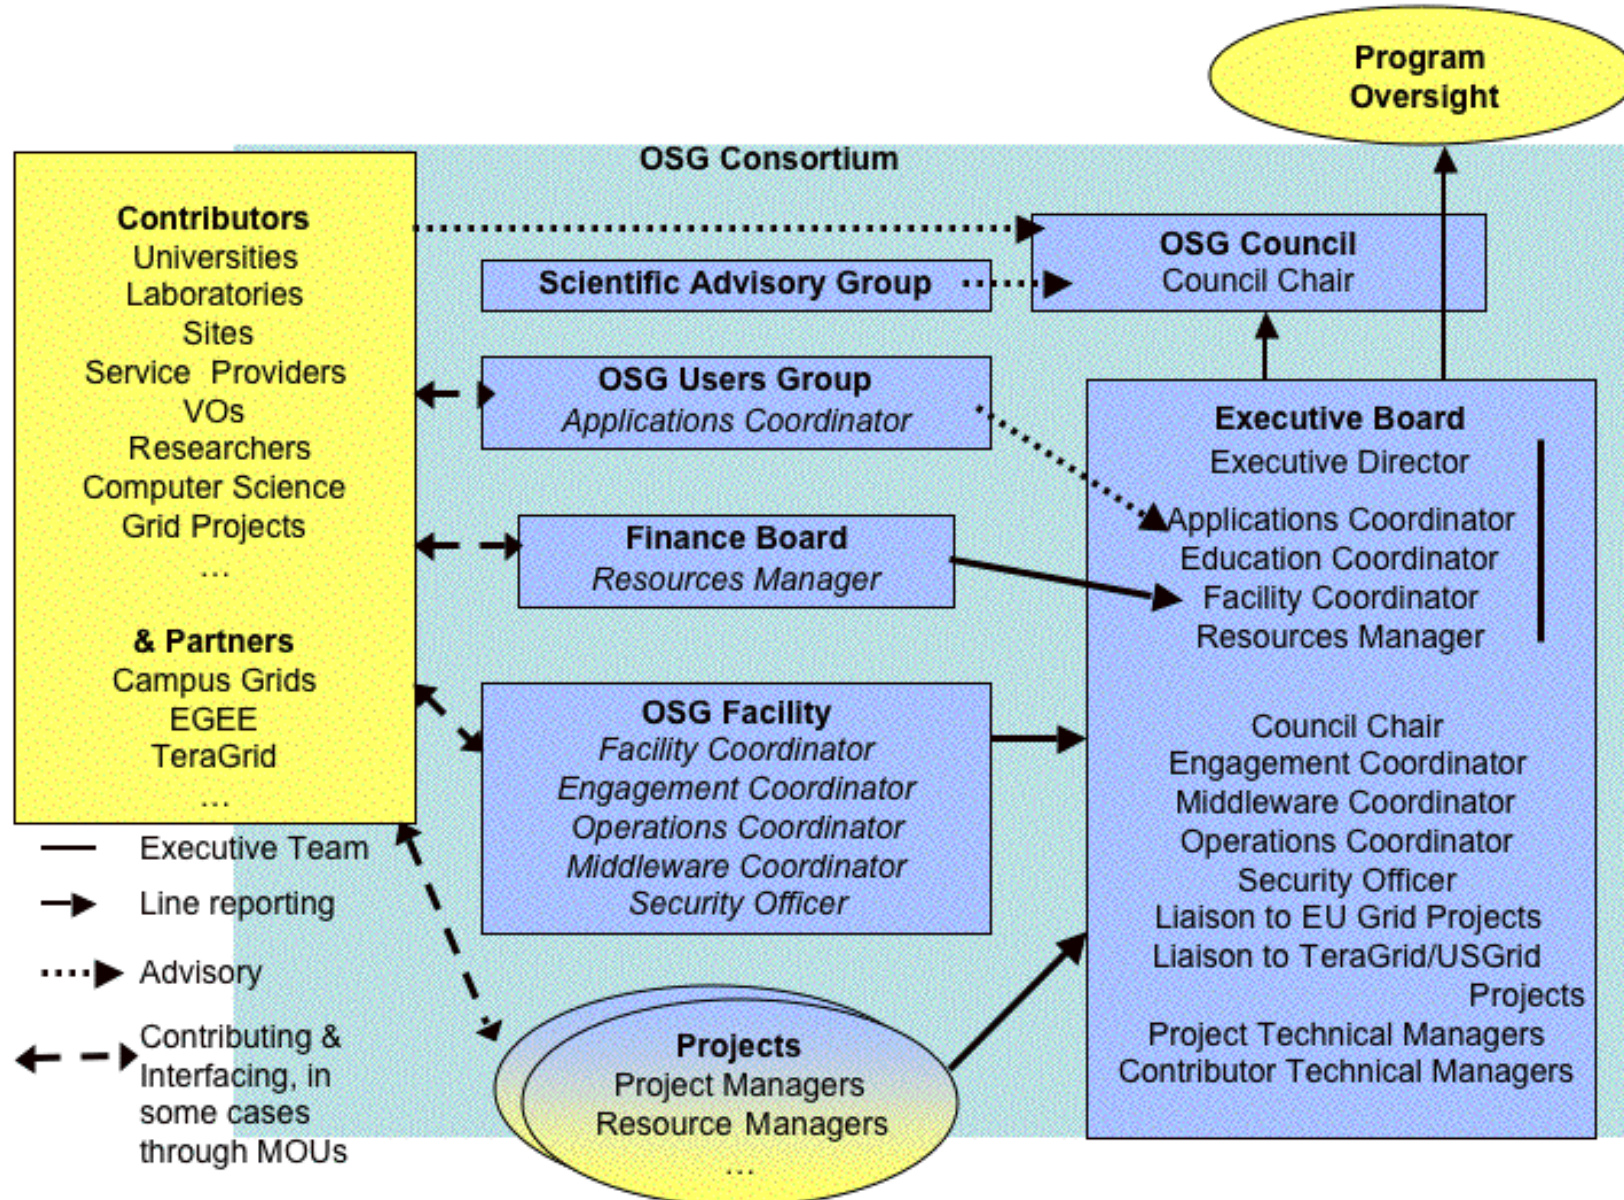 Program
Oversight
OSG Consortium
Contributors
Universities
Laboratories
Sites
Service Providers
VOs
Researchers
Computer Science
Grid Projects
...
& Partners
Campus Grids
EGEE
TeraGrid
...
OSG Council
Council Chair
Scientific Advisory Group
OSG Users Group
Applications Coordinator
Finance Board
Resources Manager
OSG Facility
Facility Coordinator
Engagement Coordinator
Operations Coordinator
Middleware Coordinator
Security Officer
Projects
Project Managers
Resource Managers
...
Executive Board
Executive Director
Applications Coordinator
Education Coordinator
Facility Coordinator
Resources Manager
Council Chair
Engagement Coordinator
Middleware Coordinator
Operations Coordinator
Security Officer
Liaison to EU Grid Projects
Liaison to TeraGrid/USGrid
Projects
Project Technical Managers
Contributor Technical Managers
Executive Team
Line reporting
Advisory
Contributing &
Interfacing, in
some cases
through MOUs